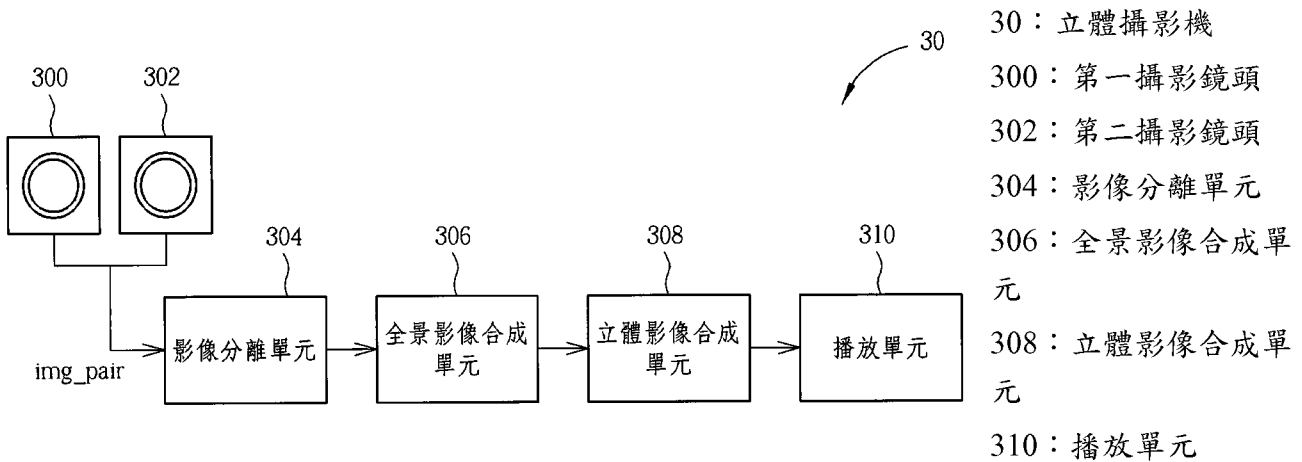 30
300
302
304
306
308
310
img_pair
影像分離單元
全景影像合成
單元
立體影像合成
單元
播放單元
30：立體攝影機
300：第一攝影鏡頭
302：第二攝影鏡頭
304：影像分離單元
306：全景影像合成單
元
308：立體影像合成單
元
310：播放單元